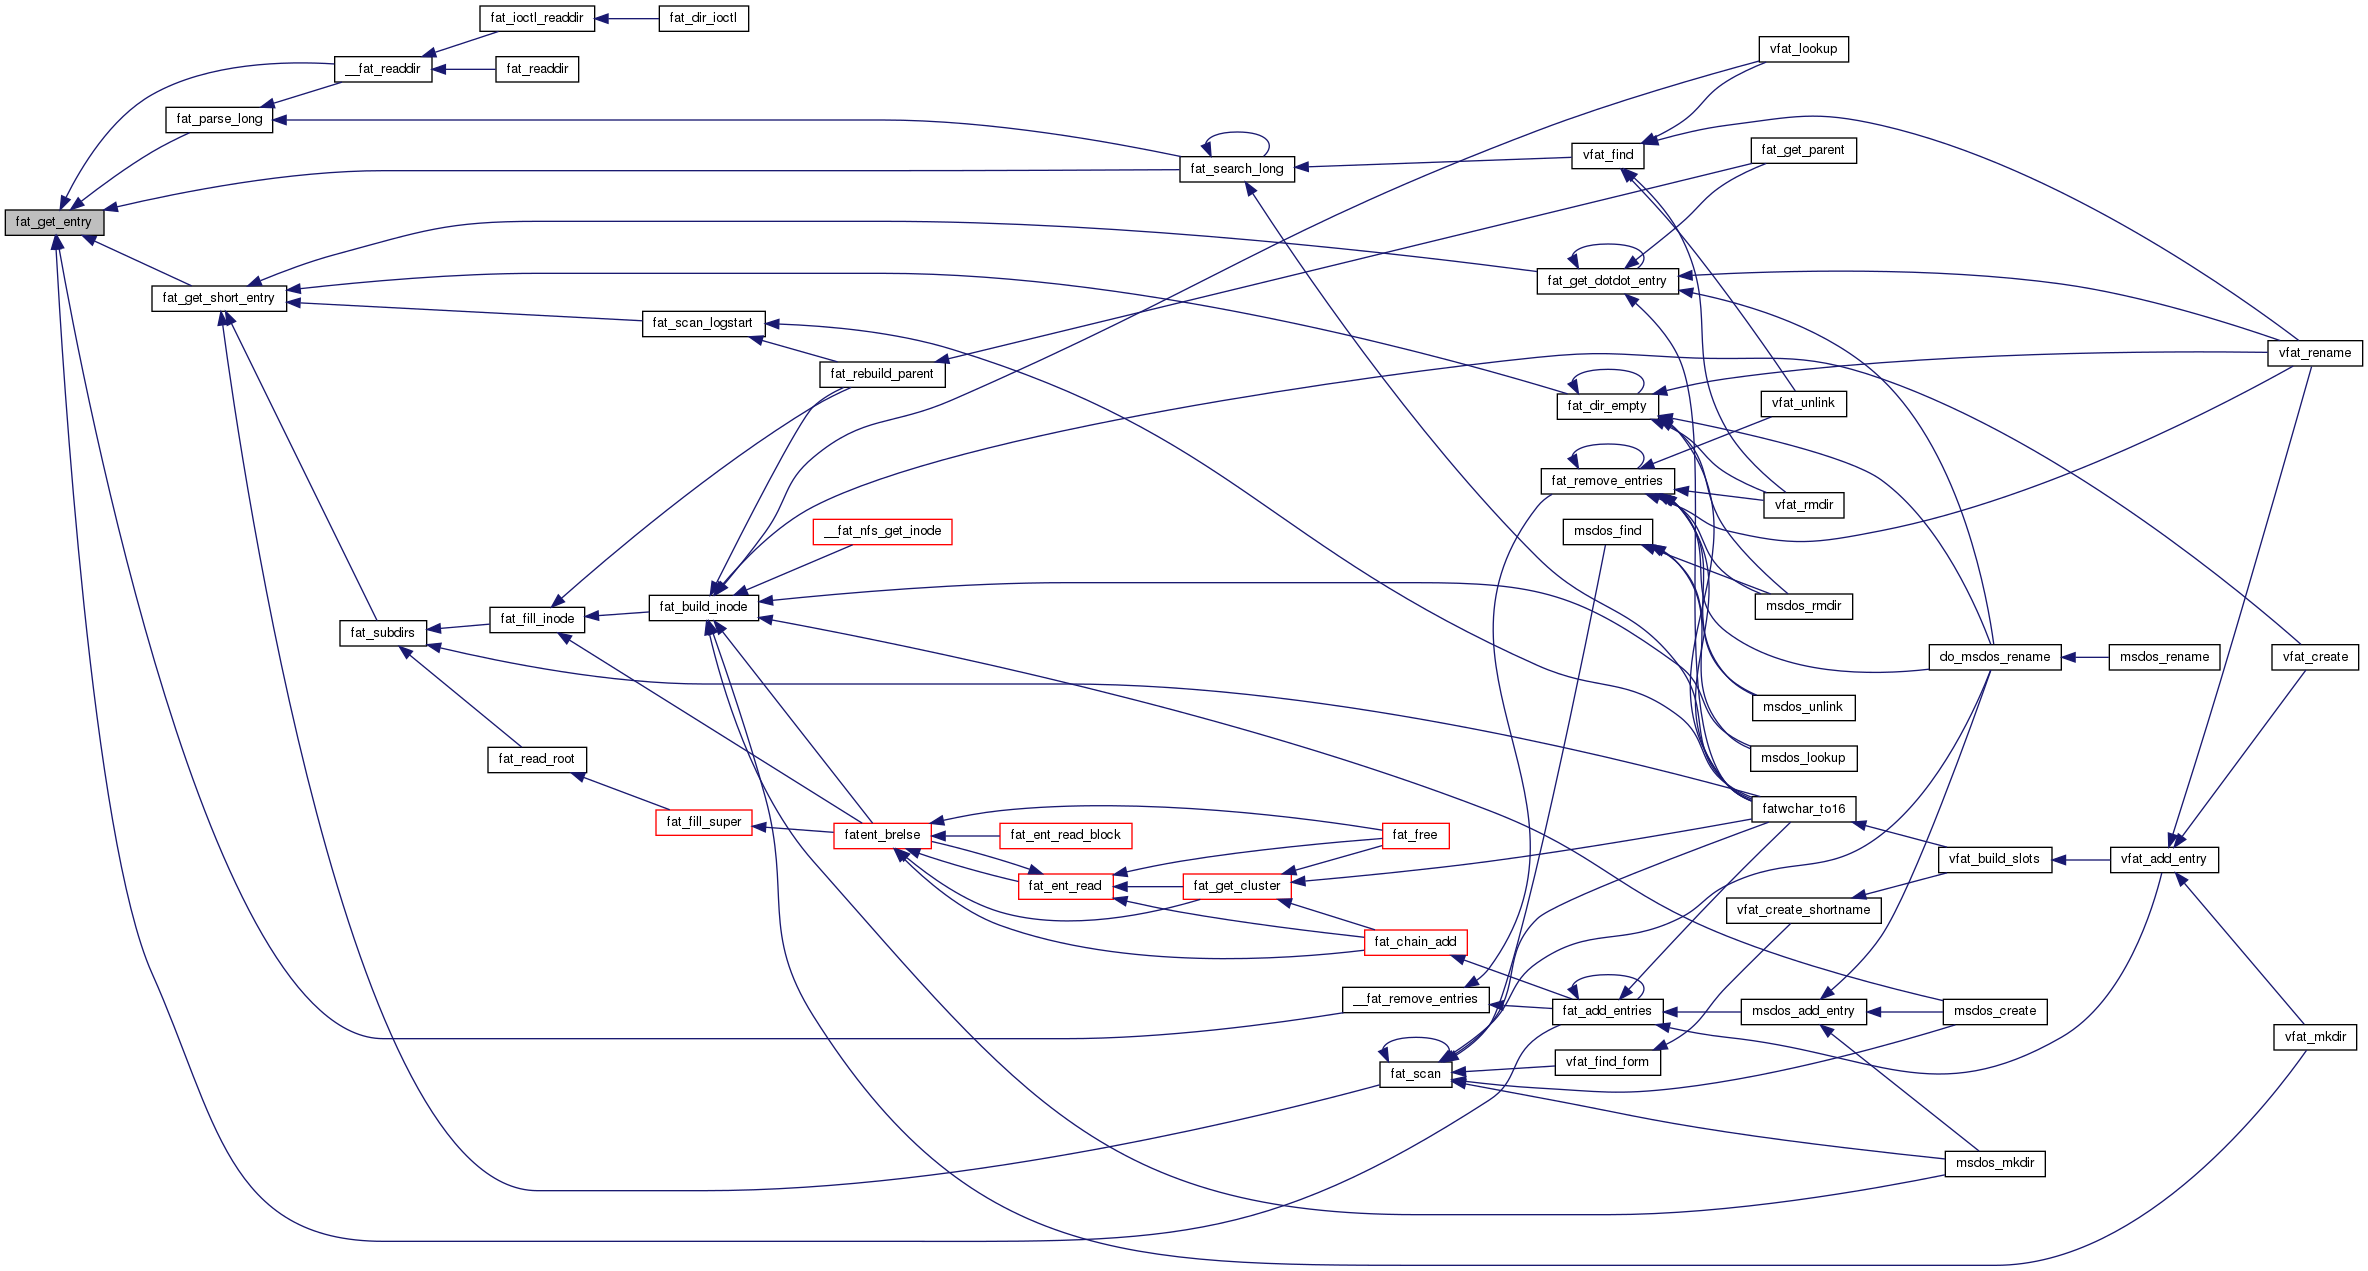 fat_ioctl_readdir
fat_dir_ioctl
vfat_lookup
__fat_readdir
fat_readdir
fat_parse_long
fat_get_parent
vfat_find
fat_search_long
fat_get_entry
fat_get_dotdot_entry
fat_get_short_entry
fat_scan_logstart
vfat_rename
fat_rebuild_parent
vfat_unlink
fat_dir_empty
fat_remove_entries
vfat_rmdir
__fat_nfs_get_inode
msdos_find
fat_build_inode
msdos_rmdir
fat_fill_inode
fat_subdirs
do_msdos_rename
msdos_rename
vfat_create
msdos_unlink
fat_read_root
msdos_lookup
fatwchar_to16
fat_fill_super
fatent_brelse
fat_ent_read_block
fat_free
vfat_build_slots
vfat_add_entry
fat_ent_read
fat_get_cluster
vfat_create_shortname
fat_chain_add
__fat_remove_entries
fat_add_entries
msdos_add_entry
msdos_create
vfat_mkdir
vfat_find_form
fat_scan
msdos_mkdir